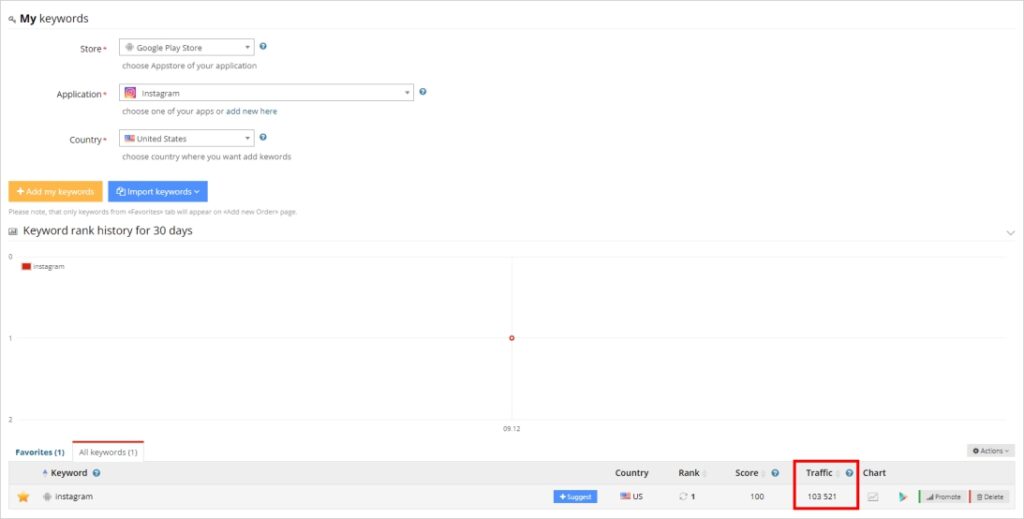 My keywords
Store* Google Play Store
choose Appstore of your application
Application* Instagram
choose one of your apps or add new here
Country* United States
choose country where you want add kewords
+ Add my keywords Import keywords
Please note, that only keywords from <Favorites> tab will appear on <Add new Order> page.
Keyword rank history for 30 days
0
instagram
1
2
09.12
Favorites (1) All keywords (1) Actions
Keyword Country Rank Score Traffic Chart
instagram +Suggest US 1 100 103 521 Promote Delete